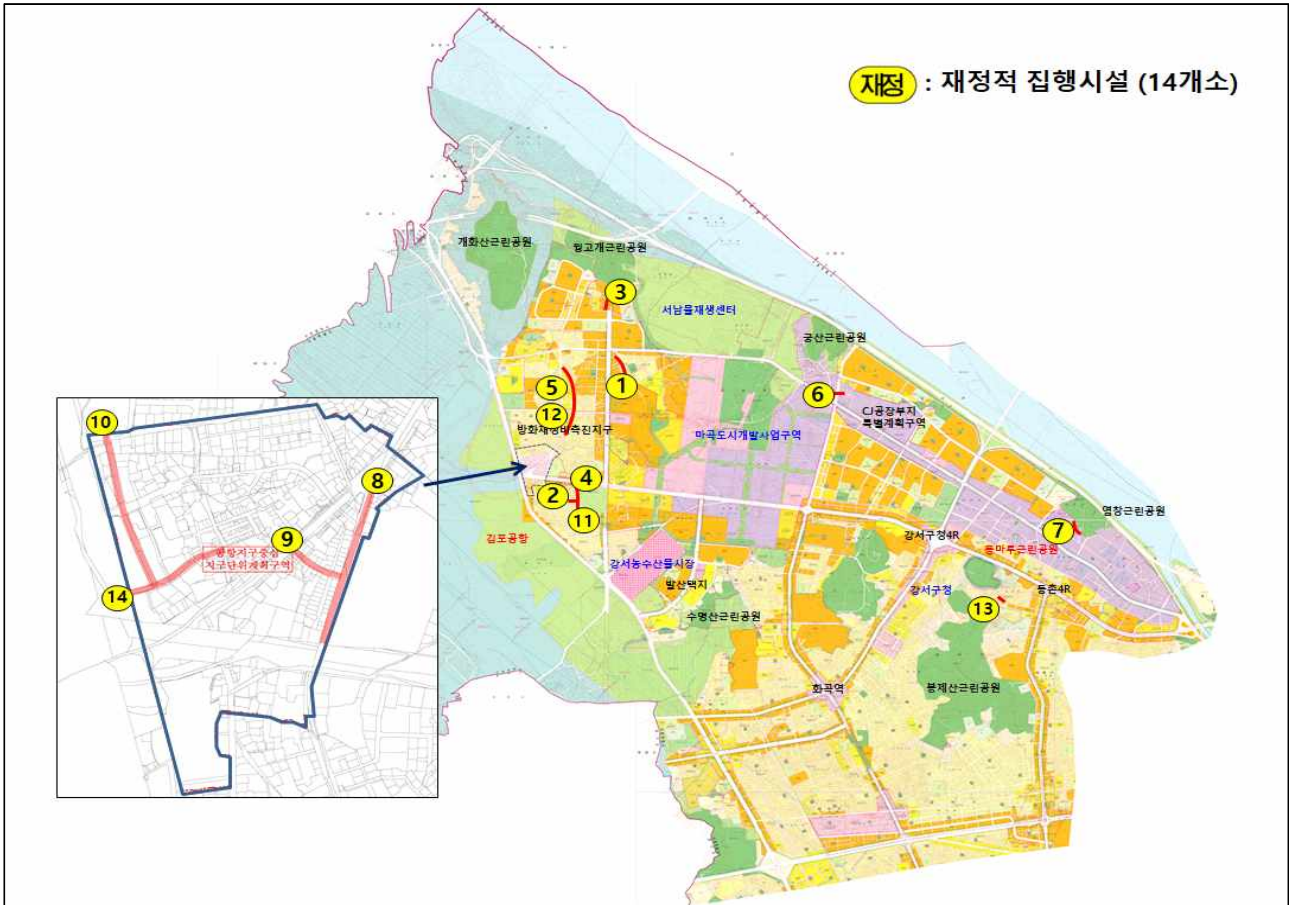 재정 : 재정적 집행시설 (14개소)
개화산근린공원
꿩고개근린공원
3
서남물재생센터
궁산근린공원
1
5
12
6
CJ공장부지
특별계획구역
방화재정비촉진지구
마곡도시개발사업구역
10
8
9
공항지구중심
지구단위계획구역
14
4
2
11
김포공항
강서농수산물시장
발산택지
수명산근린공원
강서구청4R
염창근린공원
7
강서구청
등촌4R
13
화곡역
봉제산근린공원